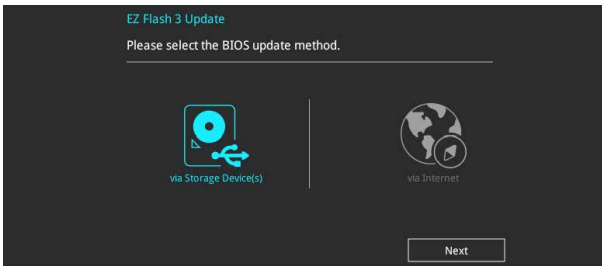 EZ Flash 3 Update
Please select the BIOS update method.
via Storage Device(s)
via Internet
Next